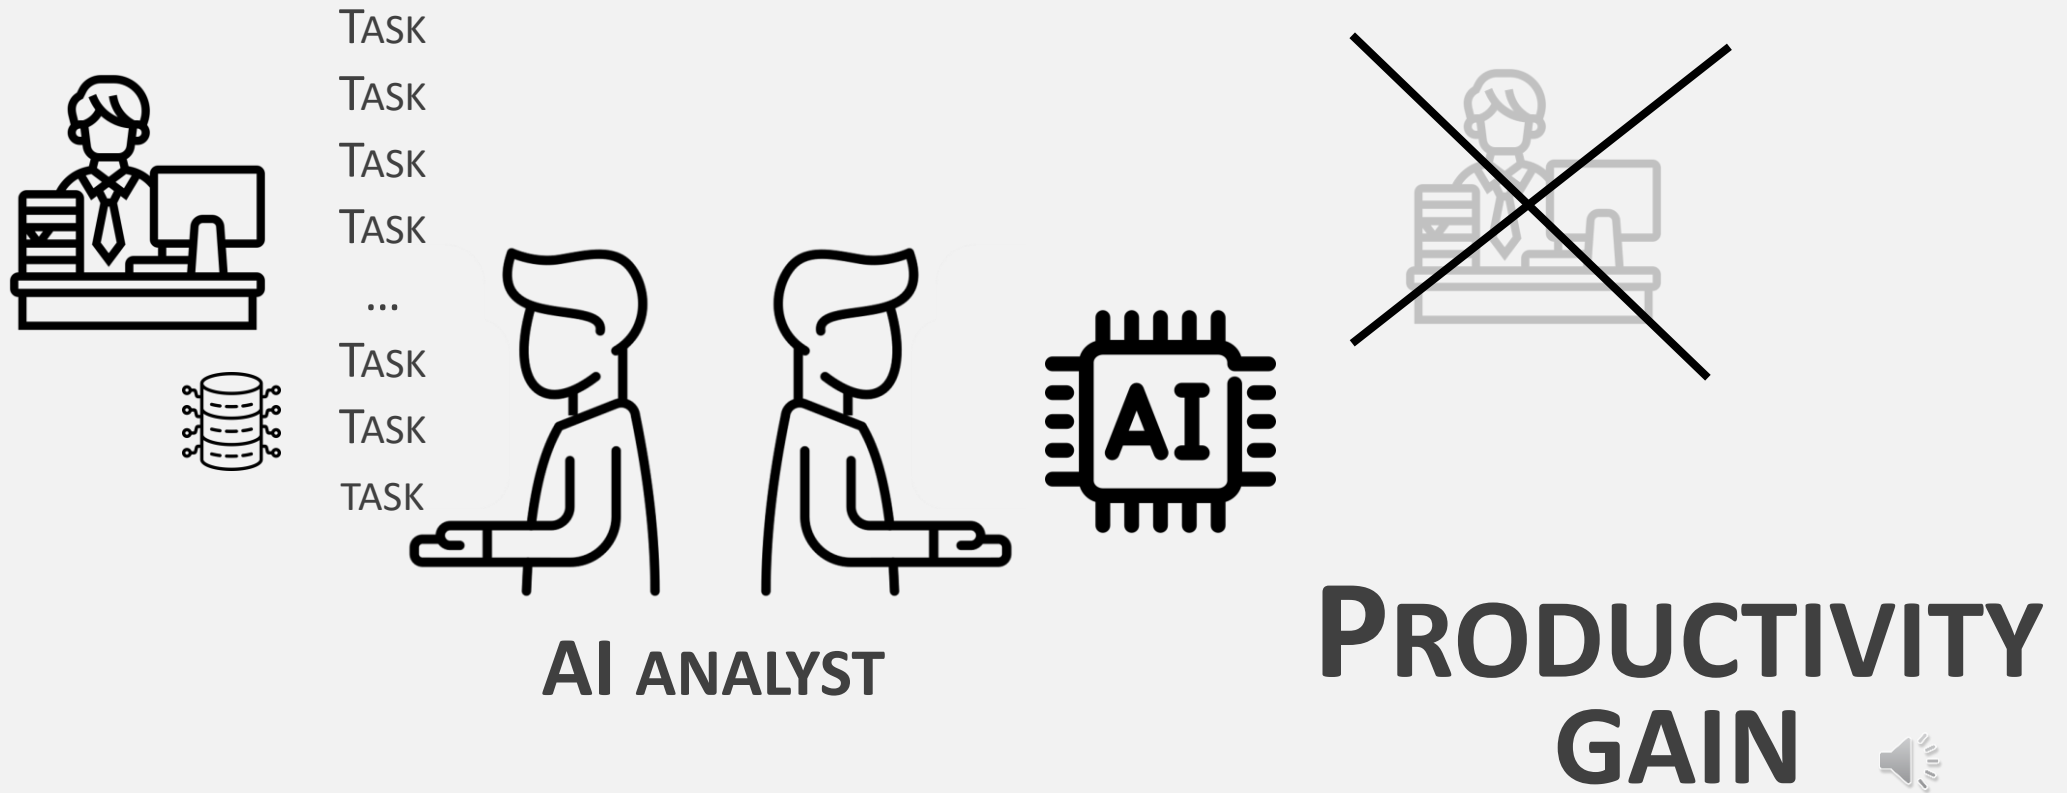 Task
Task
Task
Task
...
Task
Task
task
AI
AI analyst
Productivity
gain